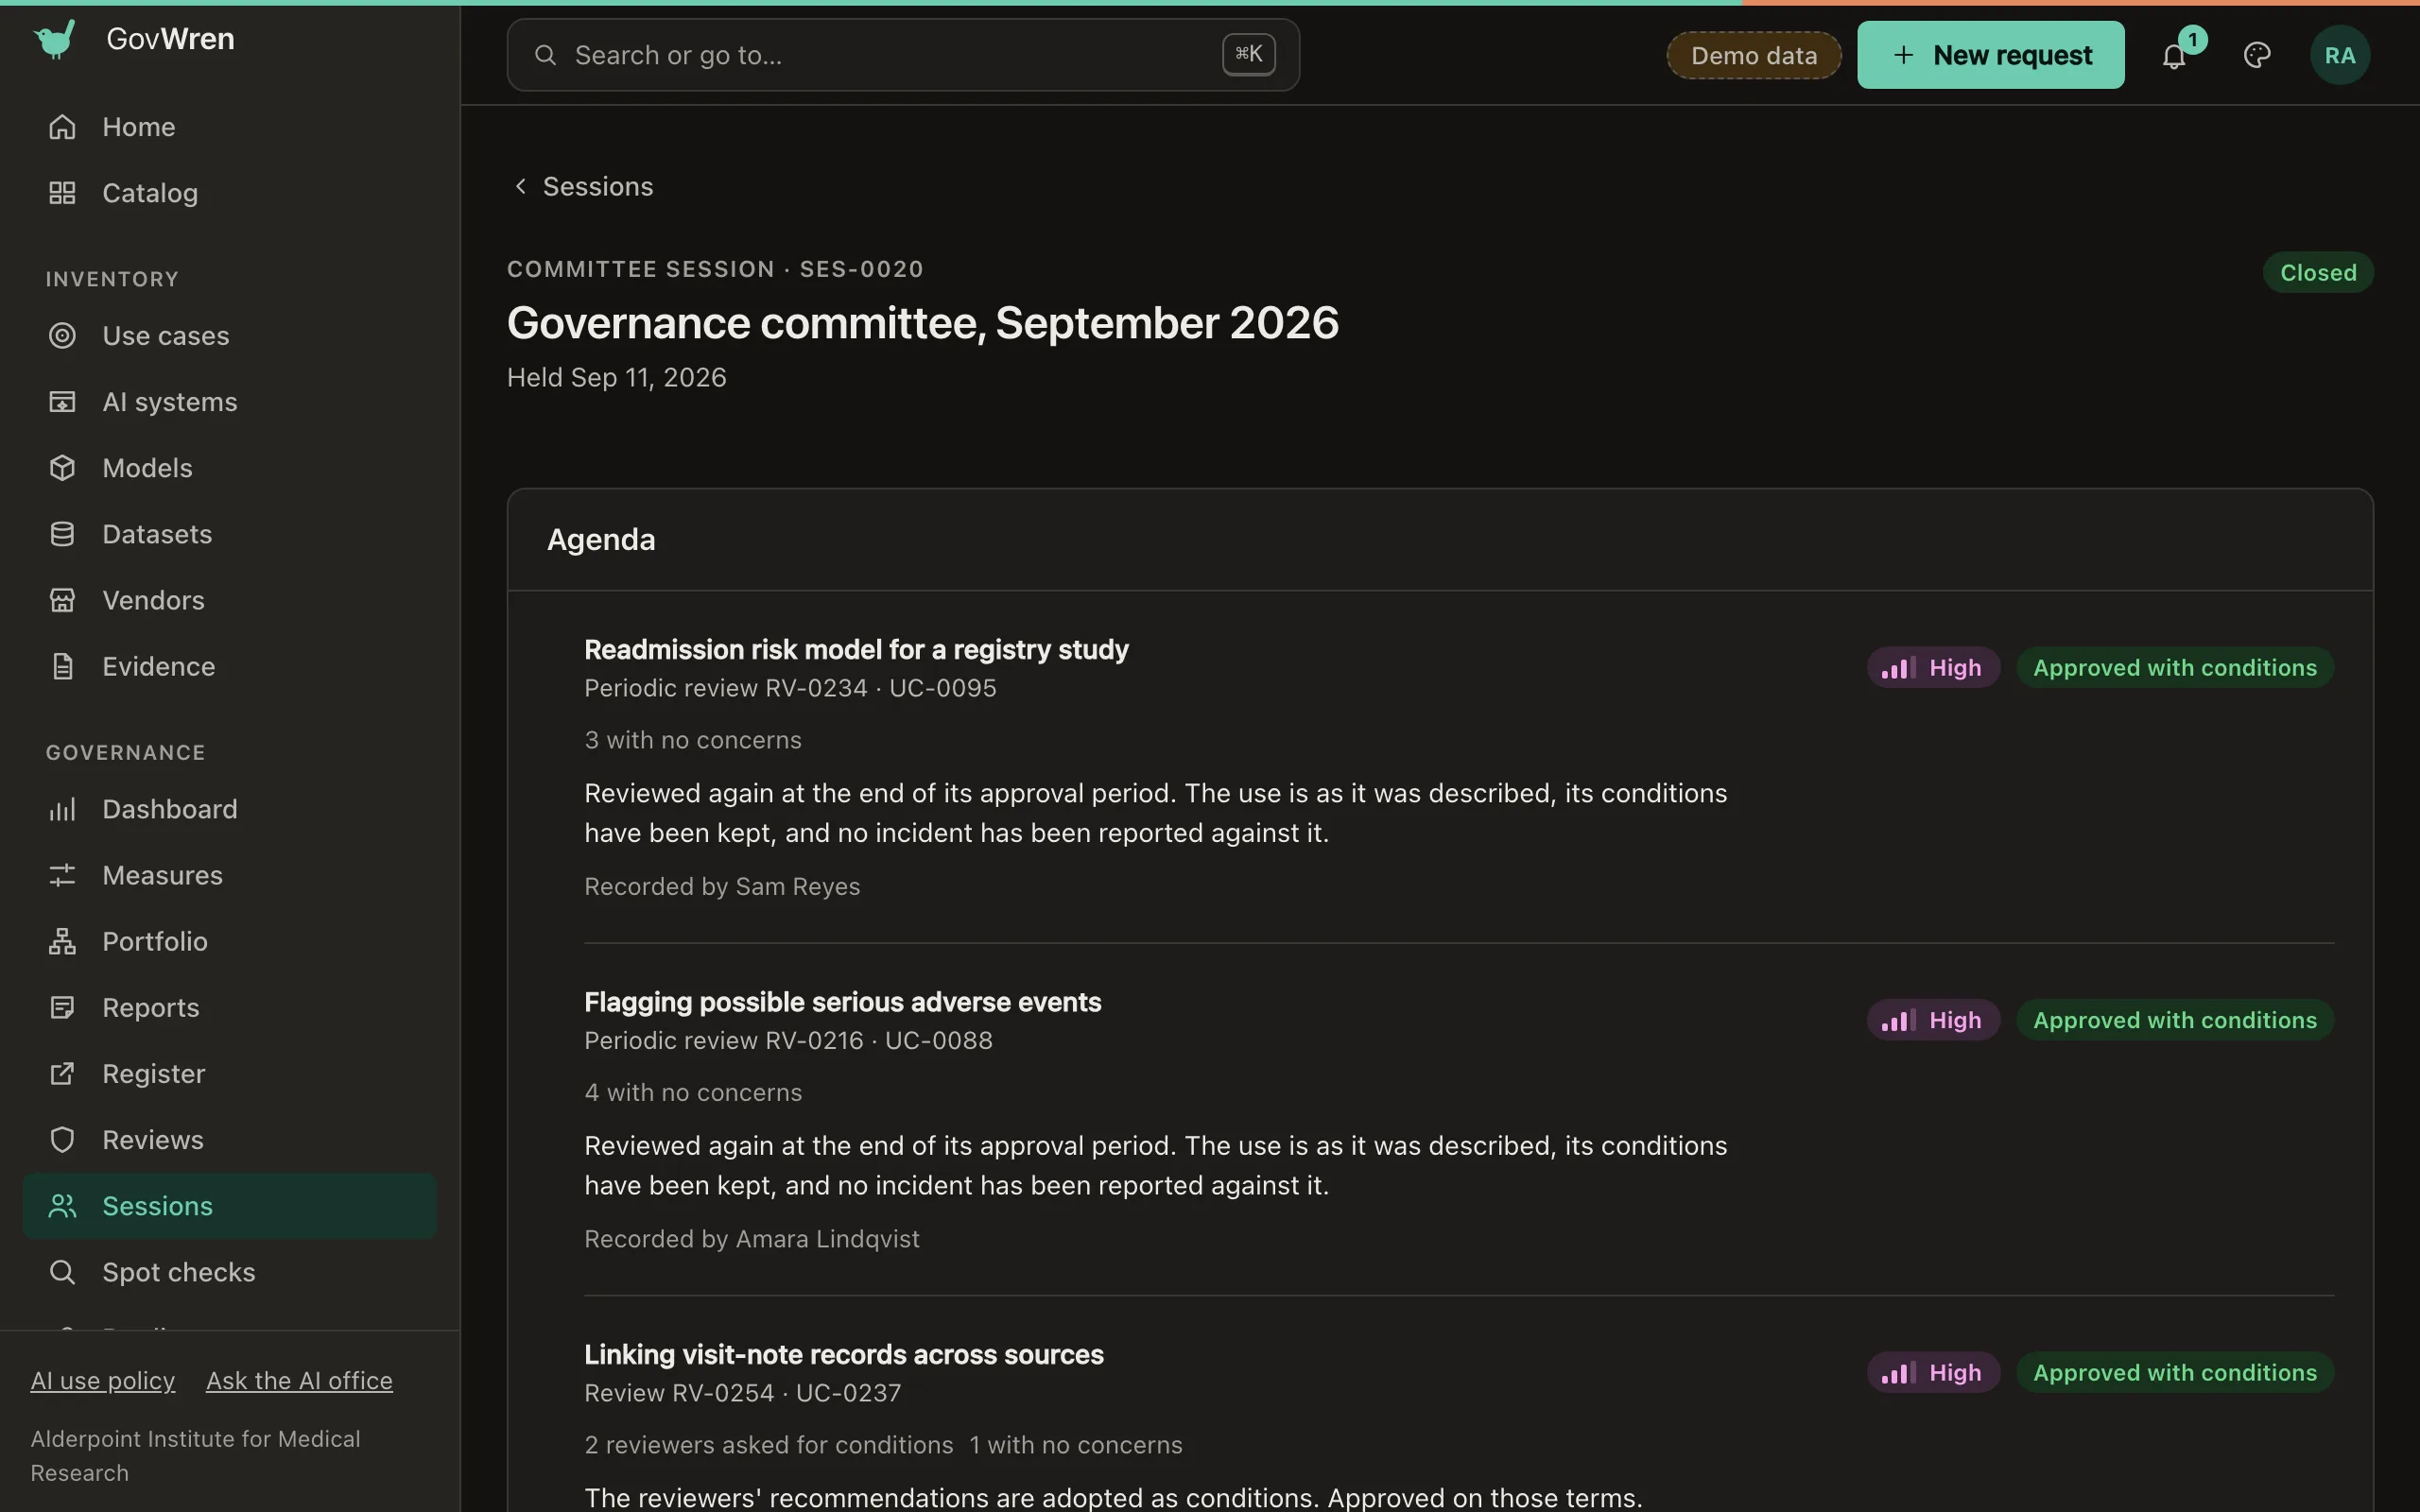 GovWren
Search or go to...
⌘K
Demo data
+ New request
1
RA
Home
Catalog
INVENTORY
Use cases
AI systems
Models
Datasets
Vendors
Evidence
GOVERNANCE
Dashboard
Measures
Portfolio
Reports
Register
Reviews
Sessions
Spot checks
AI use policy
Ask the AI office
Alderpoint Institute for Medical
Research
Sessions
COMMITTEE SESSION · SES-0020
Closed
Governance committee, September 2026
Held Sep 11, 2026
Agenda
Readmission risk model for a registry study
High
Approved with conditions
Periodic review RV-0234 · UC-0095
3 with no concerns
Reviewed again at the end of its approval period. The use is as it was described, its conditions
have been kept, and no incident has been reported against it.
Recorded by Sam Reyes
Flagging possible serious adverse events
High
Approved with conditions
Periodic review RV-0216 · UC-0088
4 with no concerns
Reviewed again at the end of its approval period. The use is as it was described, its conditions
have been kept, and no incident has been reported against it.
Recorded by Amara Lindqvist
Linking visit-note records across sources
High
Approved with conditions
Review RV-0254 · UC-0237
2 reviewers asked for conditions 1 with no concerns
The reviewers' recommendations are adopted as conditions. Approved on those terms.